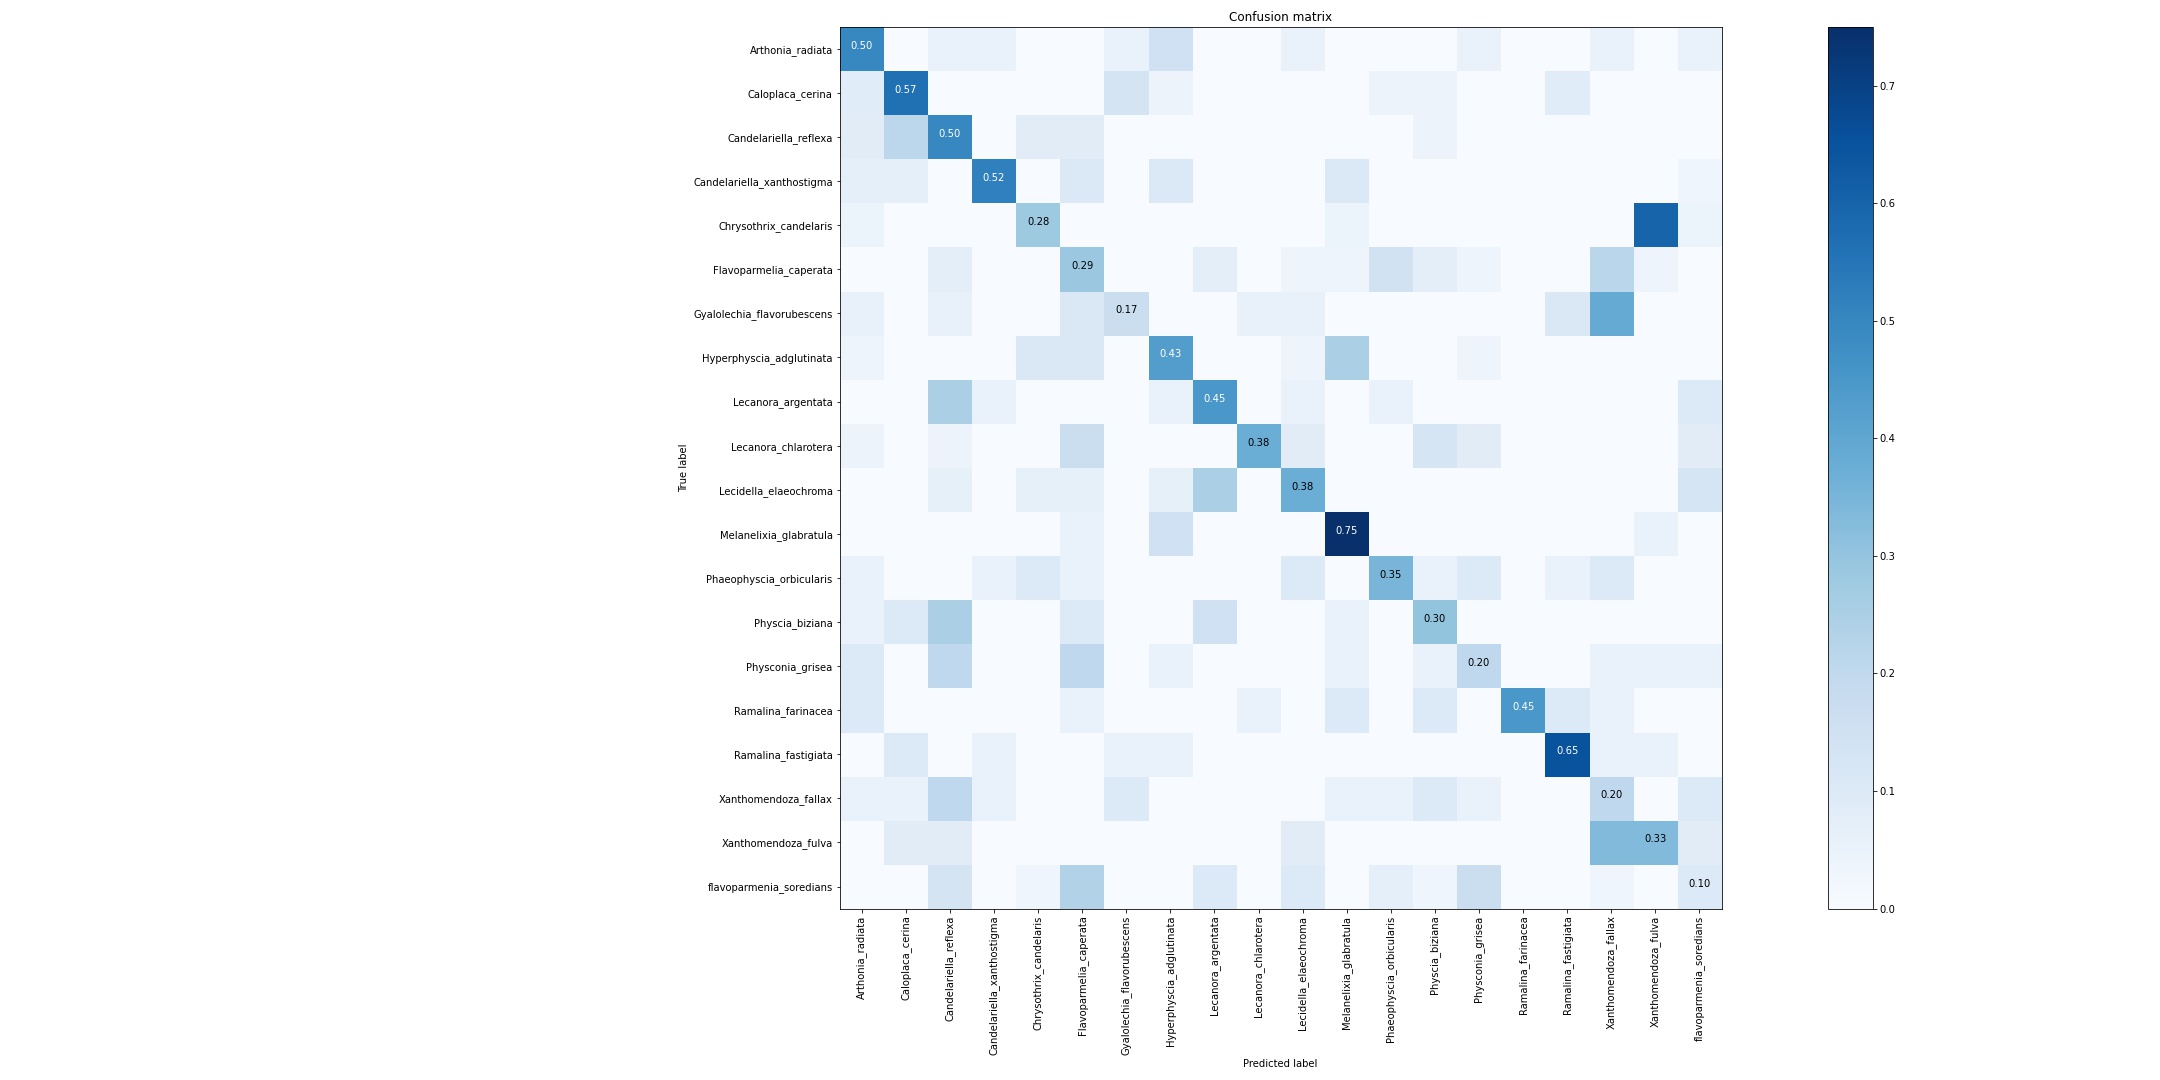 Confusion matrix
Arthonia_radiata
Caloplaca_cerina
Candelariella_reflexa
Candelariella_xanthostigma
Chrysothrix_candelaris
Flavoparmelia_caperata
Gyalolechia_flavorubescens
Hyperphyscia_adglutinata
Lecanora_argentata
Lecanora_chlarotera
Lecidella_elaeochroma
Melanelixia_glabratula
Phaeophyscia_orbicularis
Physcia_biziana
Physconia_grisea
Ramalina_farinacea
Ramalina_fastigiata
Xanthomendoza_fallax
Xanthomendoza_fulva
flavoparmenia_soredians
True label
0.50
0.57
0.50
0.52
0.28
0.29
0.17
0.43
0.45
0.38
0.38
0.75
0.35
0.30
0.20
0.45
0.65
0.20
0.33
0.10
Arthonia_radiata
Caloplaca_cerina
Candelariella_reflexa
Candelariella_xanthostigma
Chrysothrix_candelaris
Flavoparmelia_caperata
Gyalolechia_flavorubescens
Hyperphyscia_adglutinata
Lecanora_argentata
Lecanora_chlarotera
Lecidella_elaeochroma
Melanelixia_glabratula
Phaeophyscia_orbicularis
Physcia_biziana
Physconia_grisea
Ramalina_farinacea
Ramalina_fastigiata
Xanthomendoza_fallax
Xanthomendoza_fulva
flavoparmenia_soredians
Predicted label
0.7
0.6
0.5
0.4
0.3
0.2
0.1
0.0